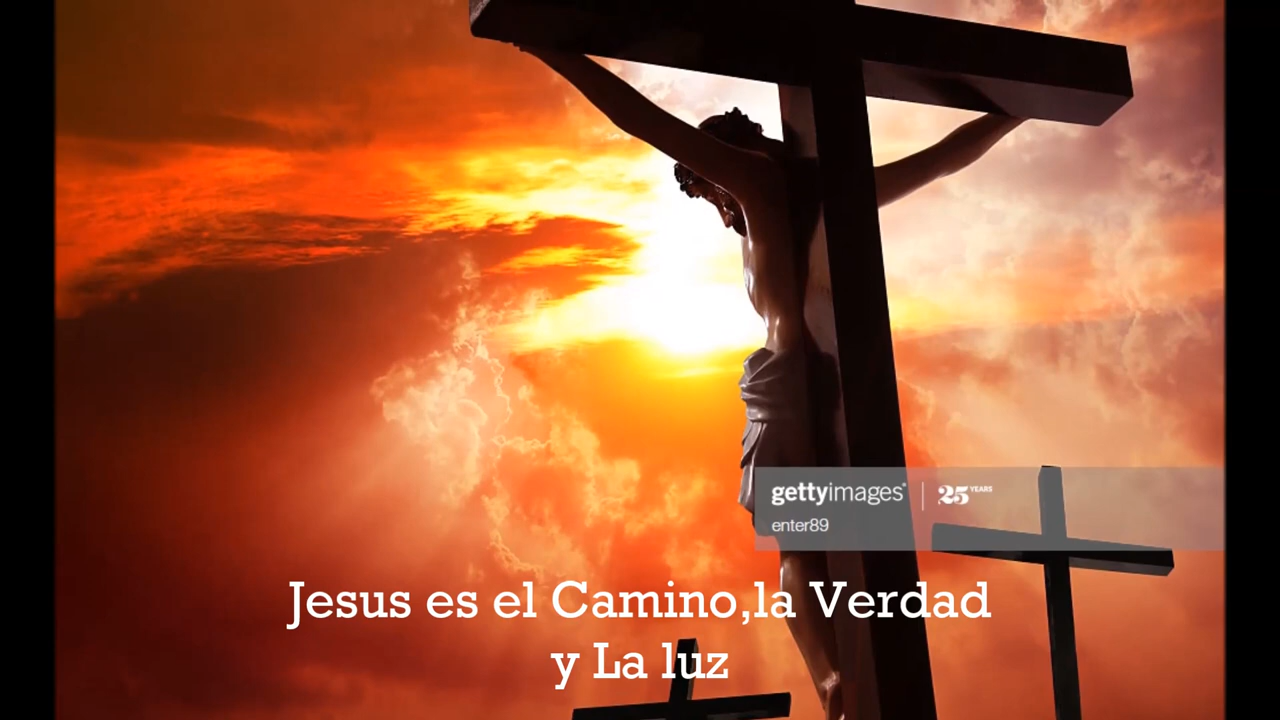 gettyimages® 25 YEARS
enter89
Jesus es el Camino,la Verdad
y La luz